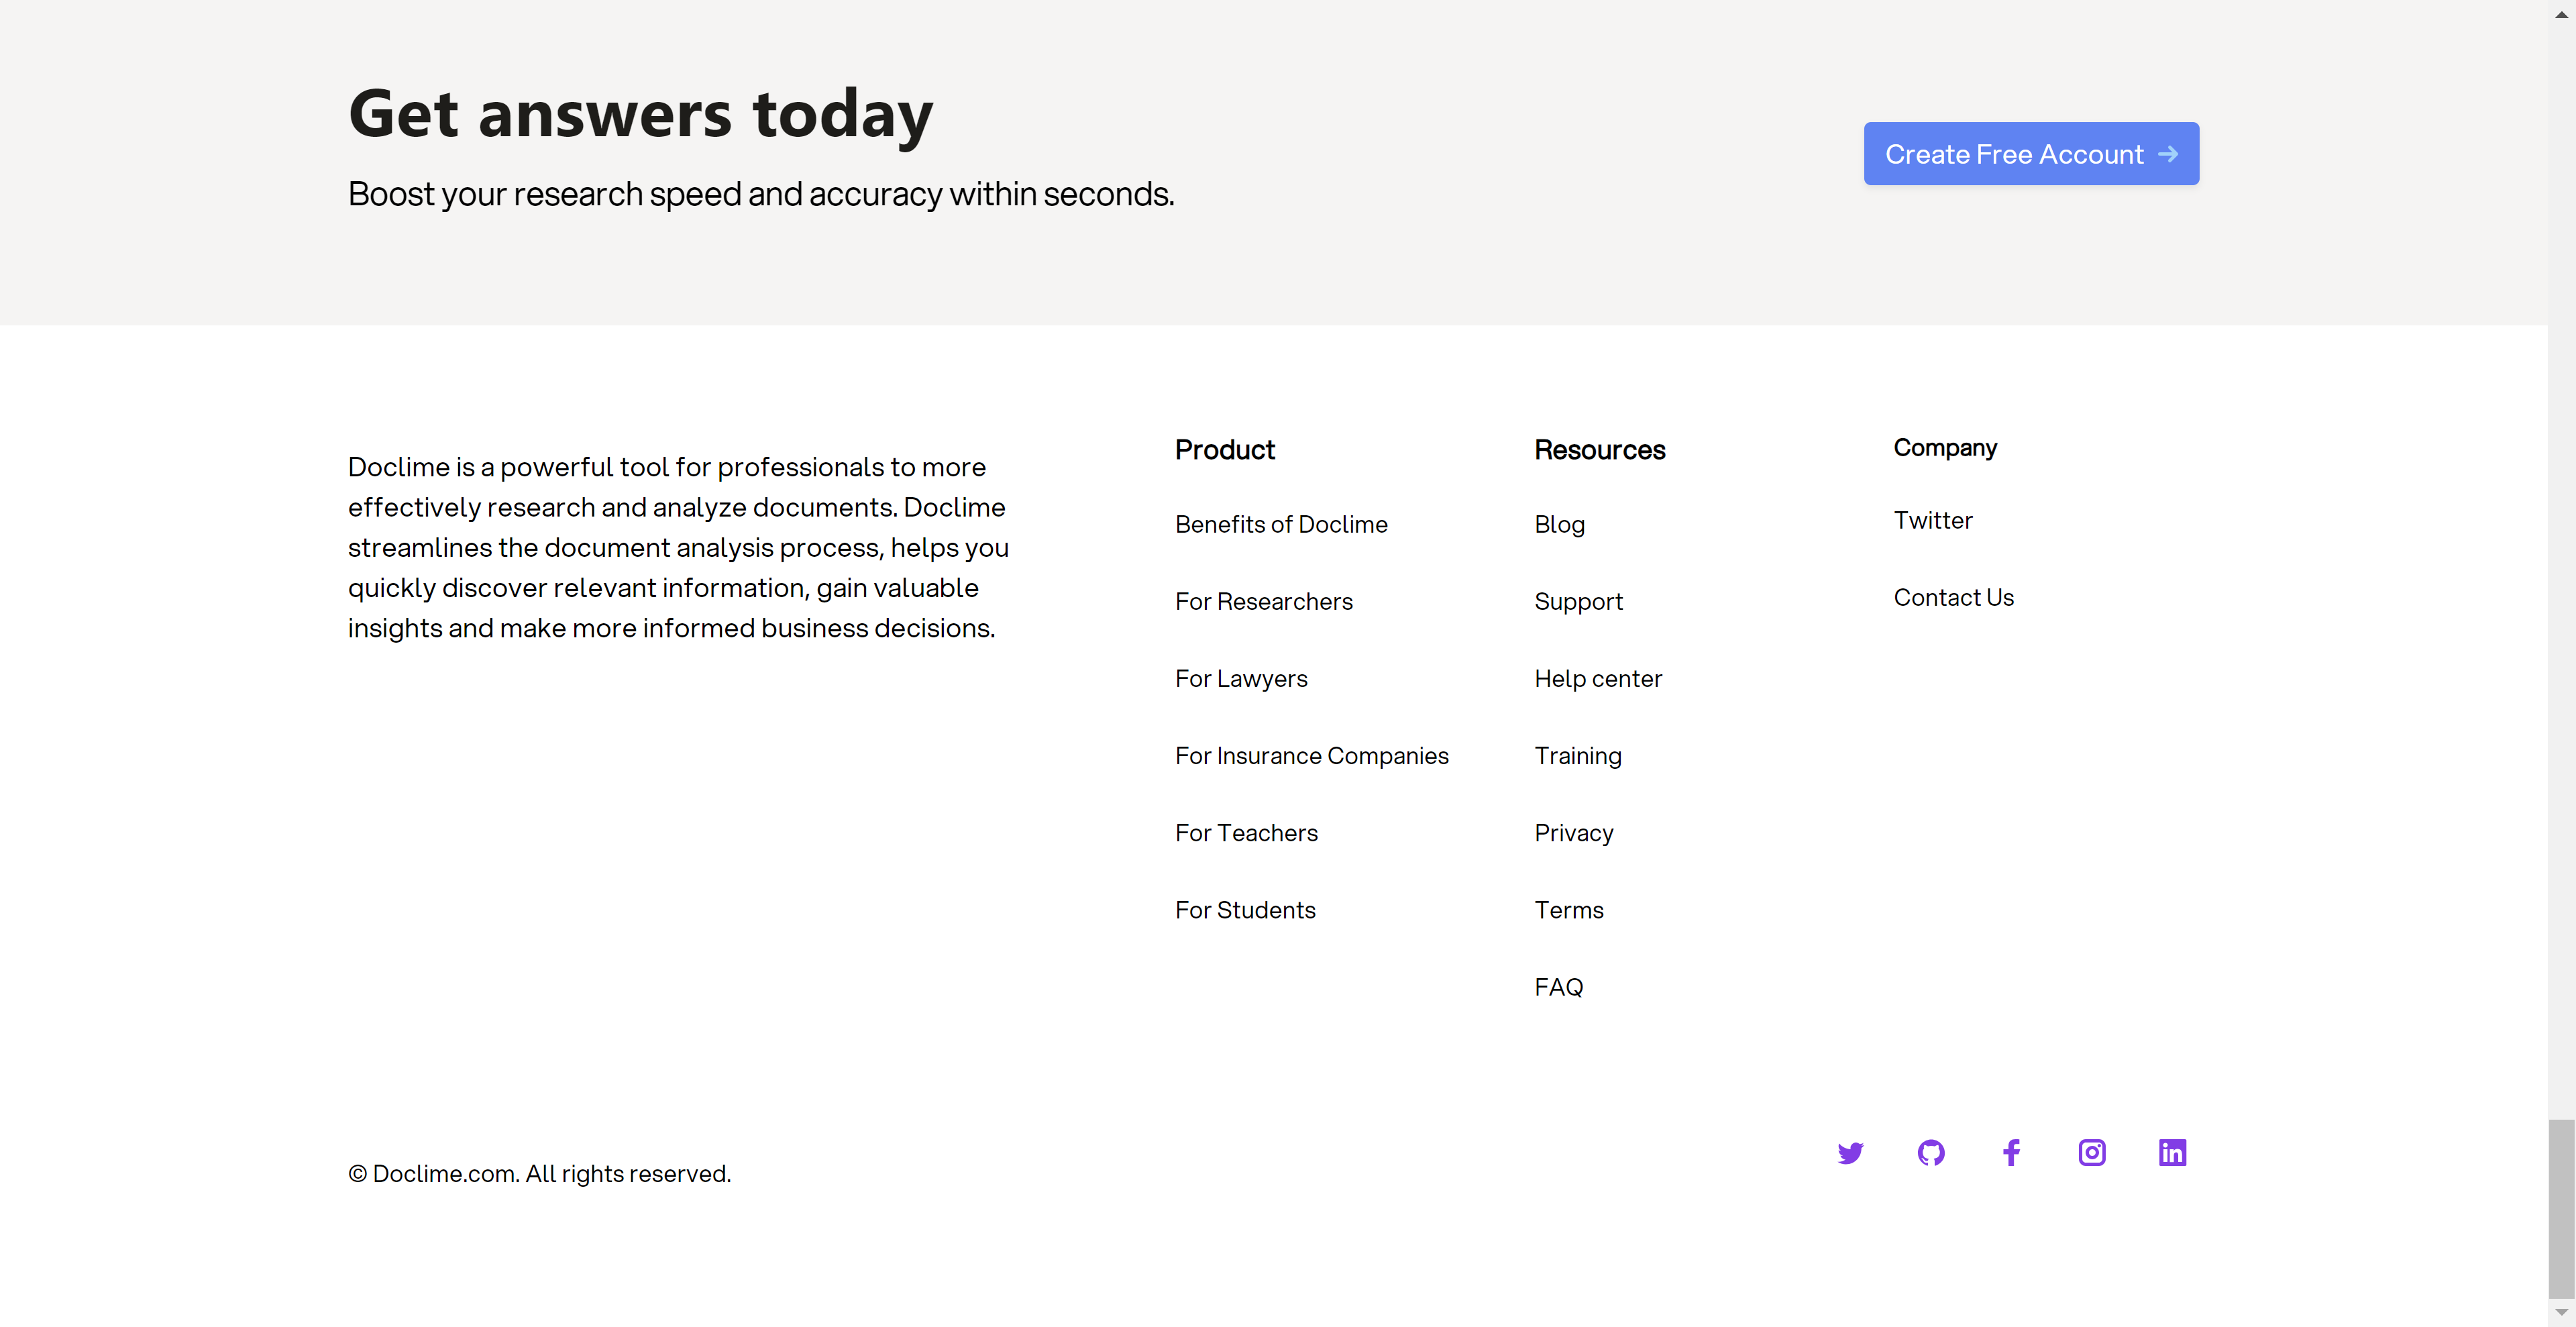 Get answers today
Boost your research speed and accuracy within seconds.
Create Free Account
Doclime is a powerful tool for professionals to more
effectively research and analyze documents. Doclime
streamlines the document analysis process, helps you
quickly discover relevant information, gain valuable
insights and make more informed business decisions.
Product
Benefits of Doclime
For Researchers
For Lawyers
For Insurance Companies
For Teachers
For Students
Resources
Blog
Support
Help center
Training
Privacy
Terms
FAQ
Company
Twitter
Contact Us
© Doclime.com. All rights reserved.